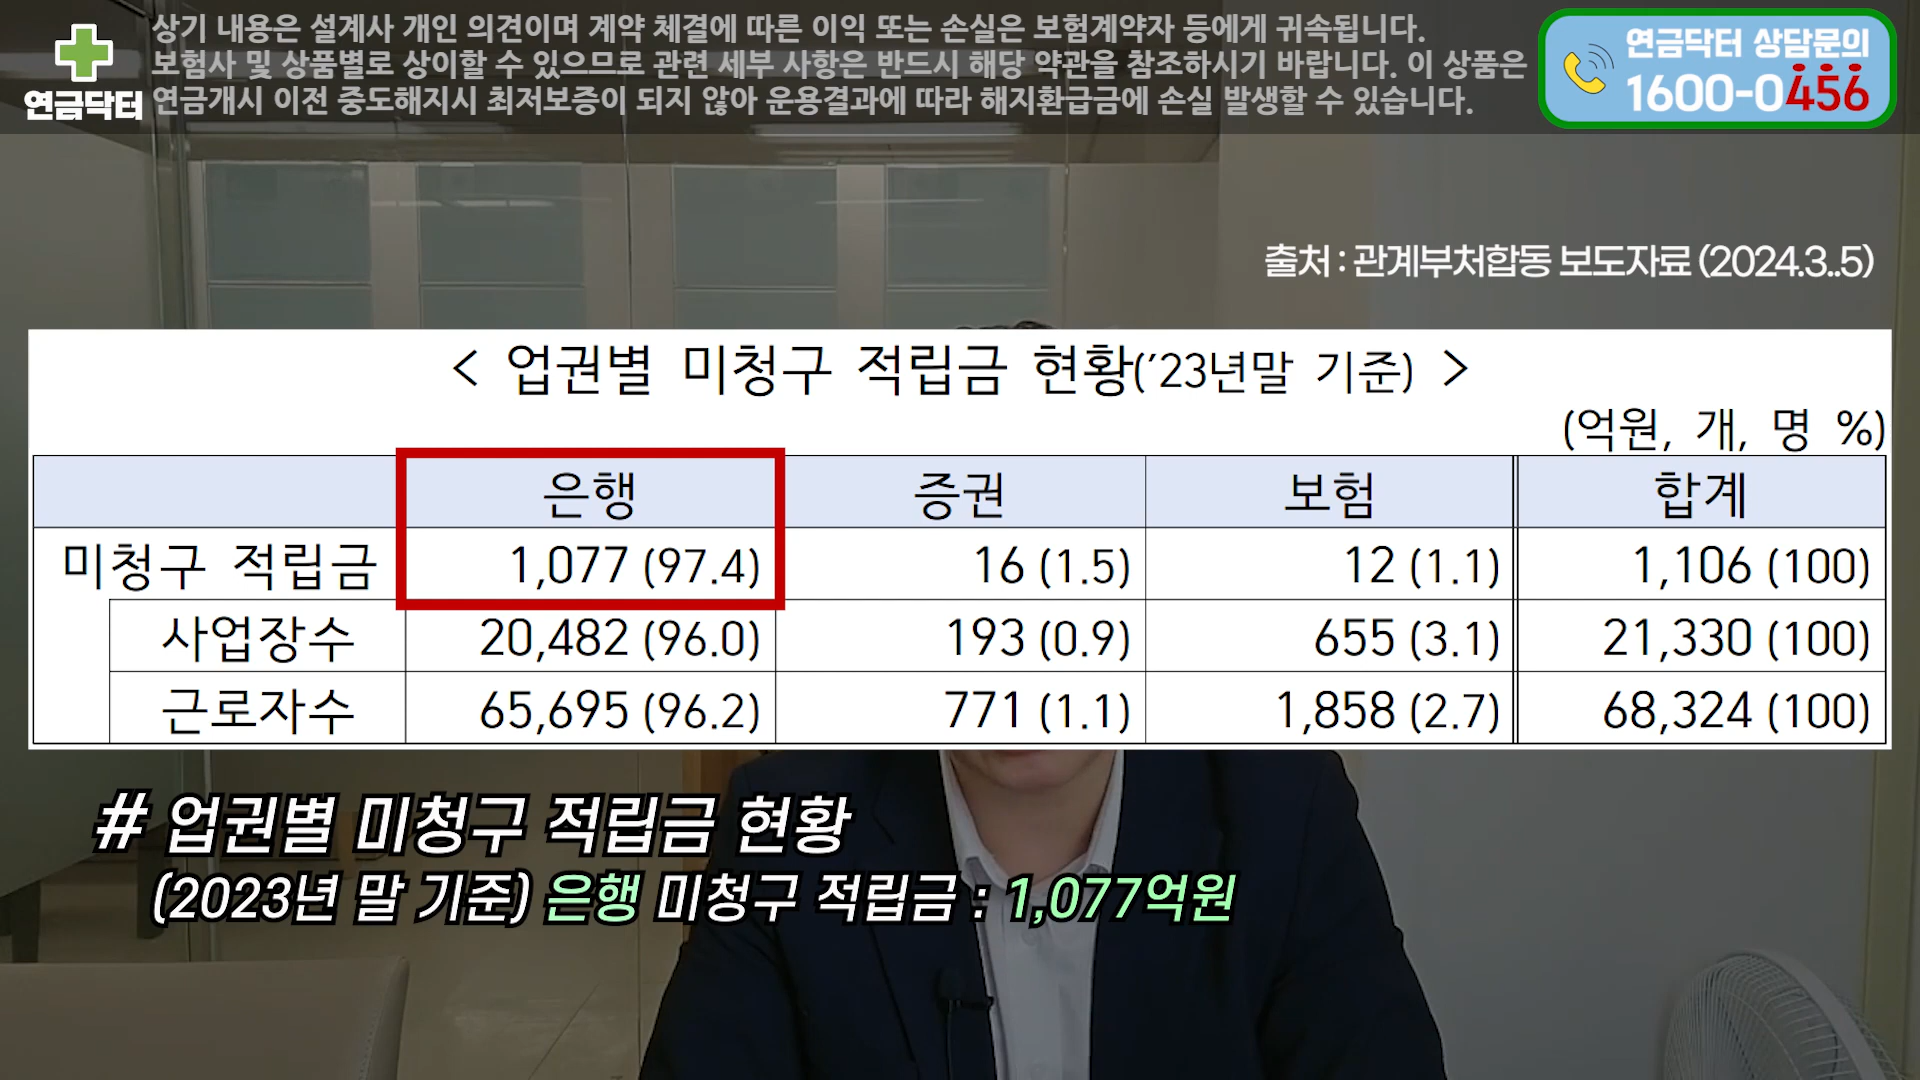 상기 내용은 설계사 개인 의견이며 계약 체결에 따른 이익 또는 손실은 보험계약자 등에게 귀속됩니다.
보험사 및 상품별로 상이할 수 있으므로 관련 세부 사항은 반드시 해당 약관을 참조하시기 바랍니다. 이 상품은
연금개시 이전 중도해지시 최저보증이 되지 않아 운용결과에 따라 해지환급금에 손실 발생할 수 있습니다.
연금닥터
연금닥터 상담문의
1600-0456
출처 : 관계부처합동 보도자료 (2024.3..5)
< 업권별 미청구 적립금 현황('23년말 기준) >
(억원, 개, 명 %)
은행 증권 보험 합계
미청구 적립금 1,077 (97.4) 16 (1.5) 12 (1.1) 1,106 (100)
사업장수 20,482 (96.0) 193 (0.9) 655 (3.1) 21,330 (100)
근로자수 65,695 (96.2) 771 (1.1) 1,858 (2.7) 68,324 (100)
# 업권별 미청구 적립금 현황
(2023년 말 기준) 은행 미청구 적립금 : 1,077억원